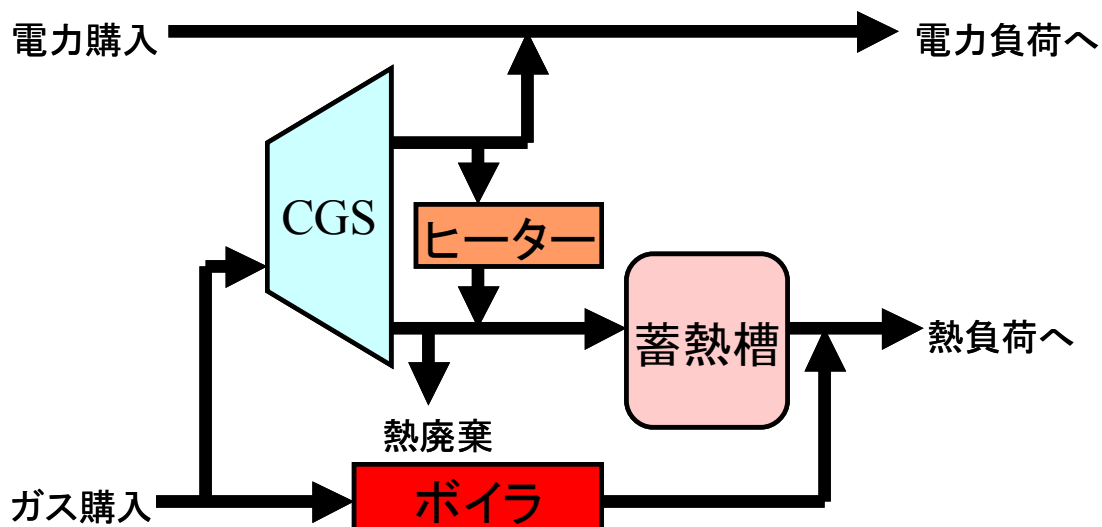 電力購入
電力負荷へ
CGS
ヒーター
蓄熱槽
熱負荷へ
熱廃棄
ガス購入
ボイラ